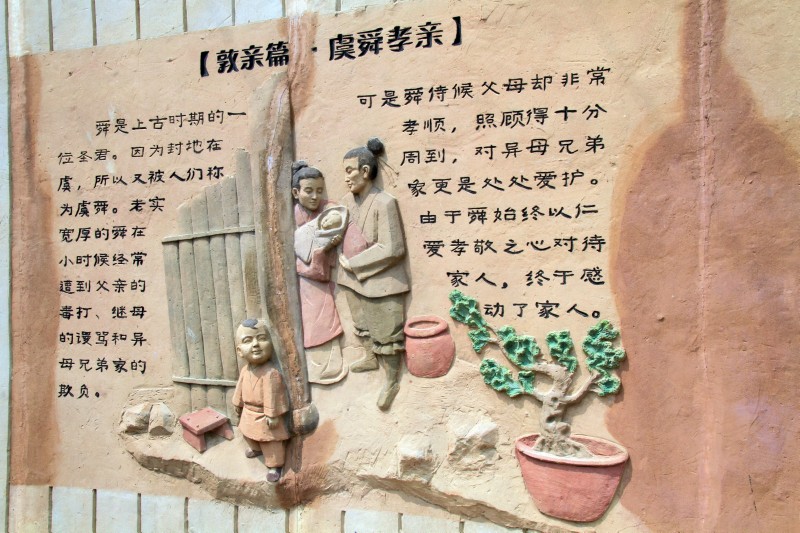 【敦亲篇·虞舜孝亲】
舜是上古时期的一
位圣君。因为封地在
虞，所以又被人们称
为虞舜。老实
宽厚的舜在
小时候经常
遭到父亲的
毒打、继母
的谩骂和异
母兄弟家的
欺负。
可是舜侍候父母却非常
孝顺，照顾得十分
周到，对异母兄弟
家更是处处爱护。
由于舜始终以仁
爱孝敬之心对待
家人，终于感
动了家人。